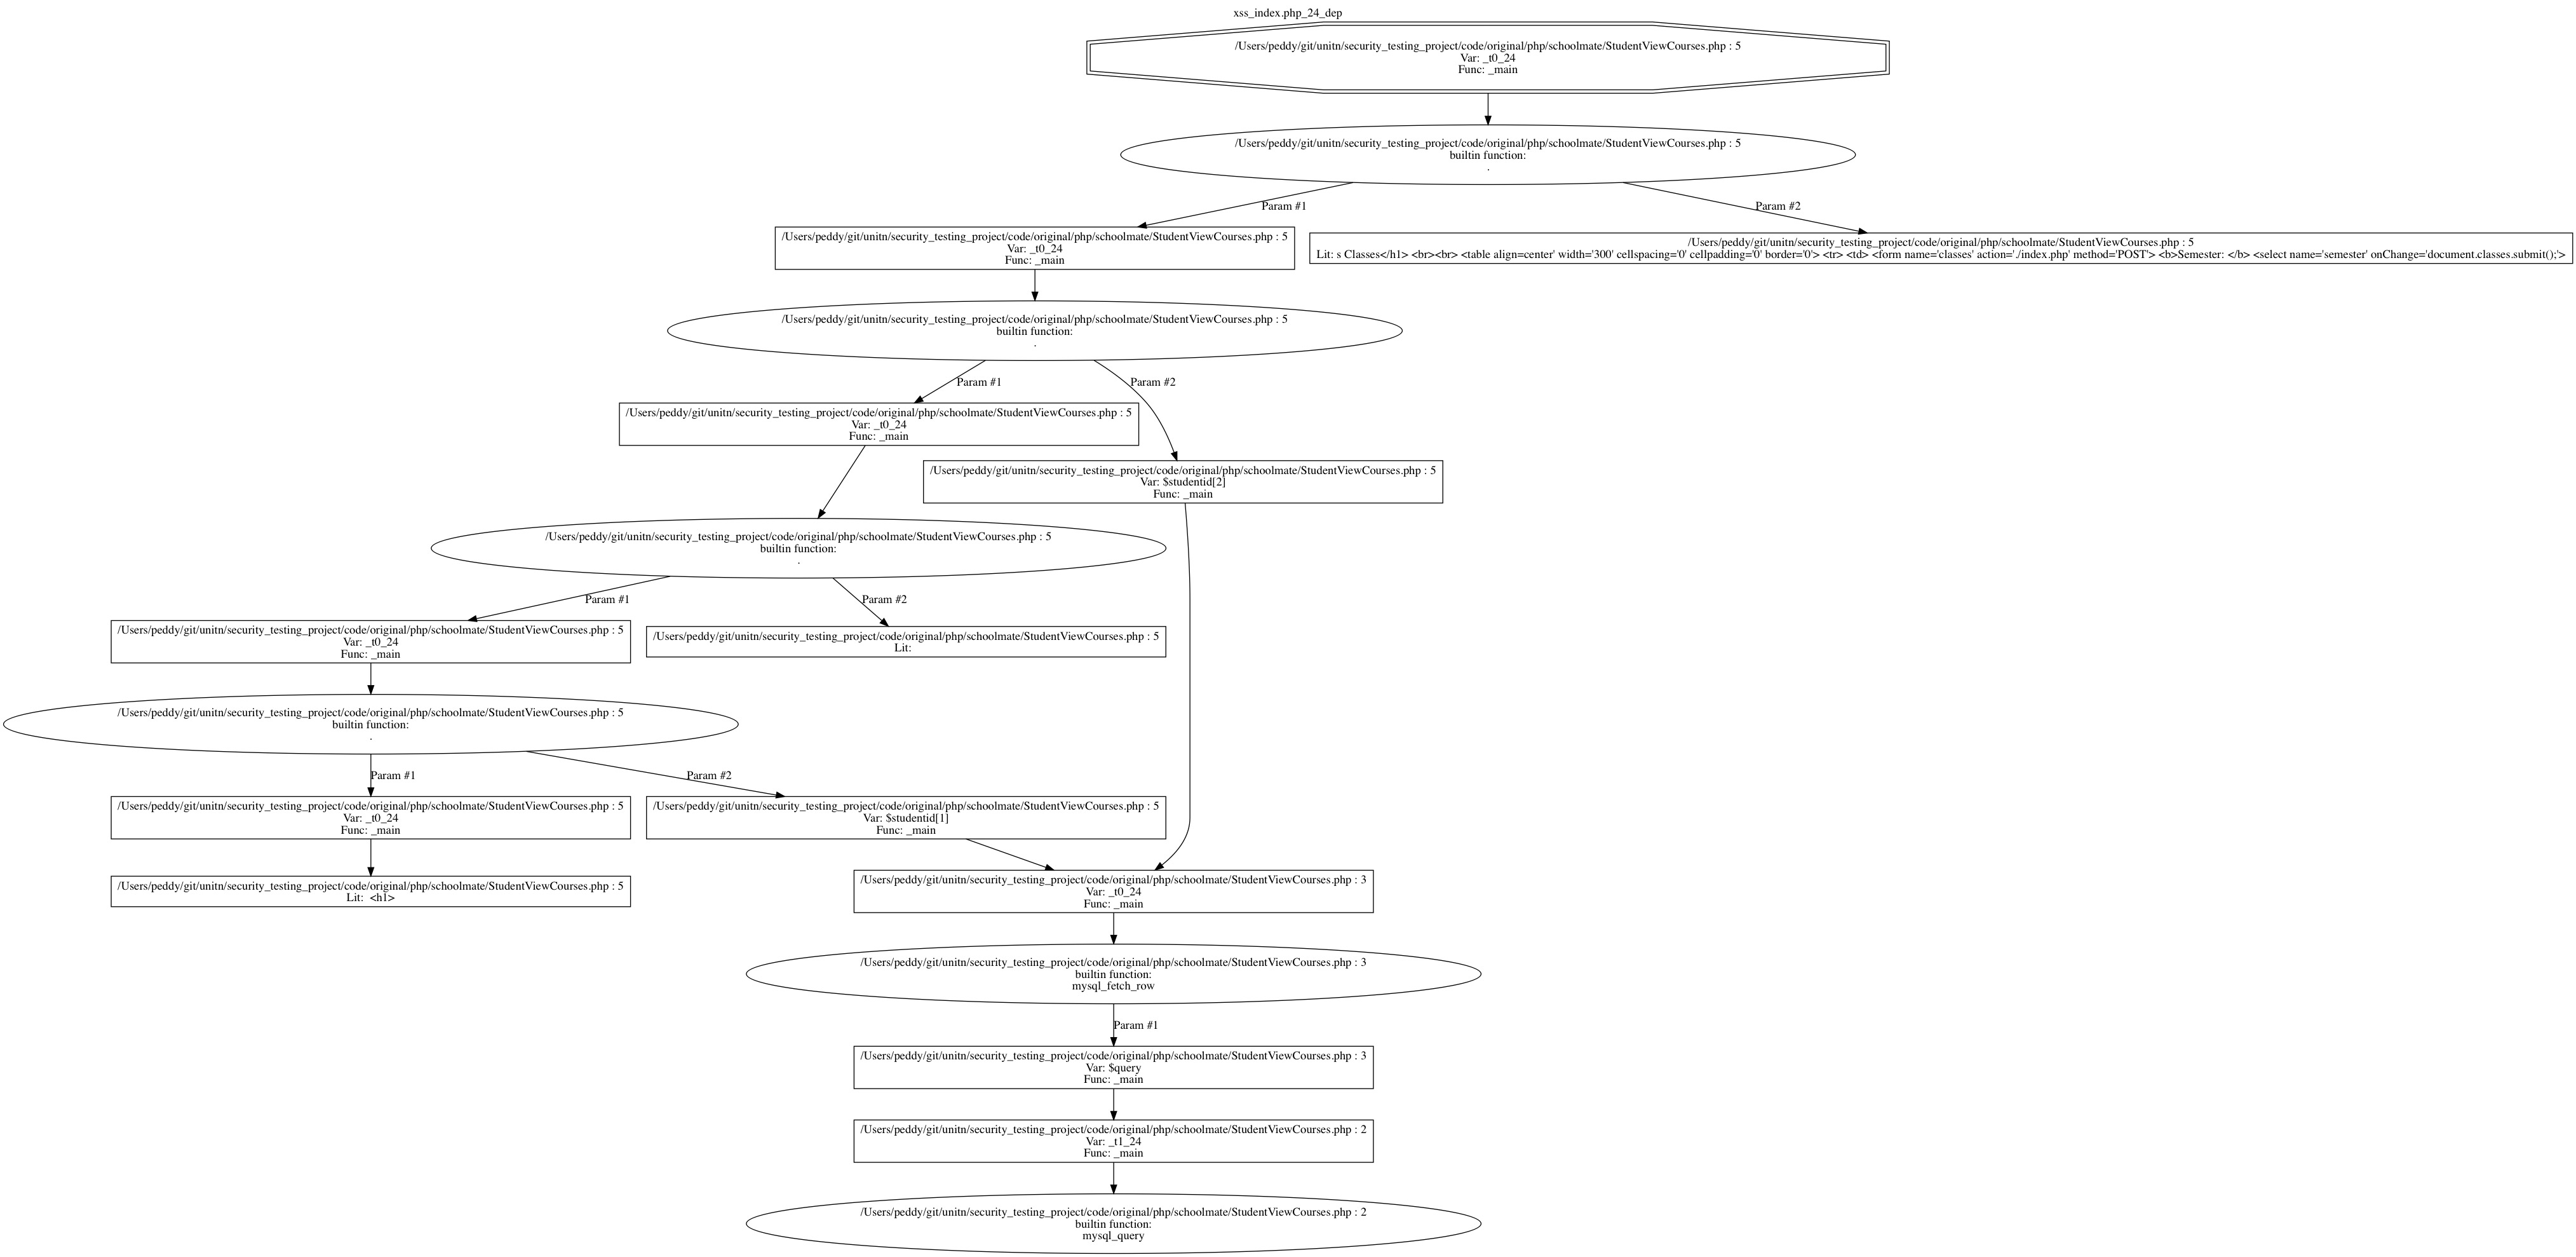 xss_index.php_24_dep
/Users/peddy/git/unitn/security_testing_project/code/original/php/schoolmate/StudentViewCourses.php : 5
Var: _t0_24
Func: _main
/Users/peddy/git/unitn/security_testing_project/code/original/php/schoolmate/StudentViewCourses.php : 5
builtin function:
.
Param #1
Param #2
/Users/peddy/git/unitn/security_testing_project/code/original/php/schoolmate/StudentViewCourses.php : 5
Var: _t0_24
Func: _main
/Users/peddy/git/unitn/security_testing_project/code/original/php/schoolmate/StudentViewCourses.php : 5
Lit: s Classes</h1> <br><br> <table align=center' width='300' cellspacing='0' cellpadding='0' border='0'> <tr> <td> <form name='classes' action='./index.php' method='POST'> <b>Semester: </b> <select name='semester' onChange='document.classes.submit();'>
/Users/peddy/git/unitn/security_testing_project/code/original/php/schoolmate/StudentViewCourses.php : 5
builtin function:
.
Param #1
Param #2
/Users/peddy/git/unitn/security_testing_project/code/original/php/schoolmate/StudentViewCourses.php : 5
Var: _t0_24
Func: _main
/Users/peddy/git/unitn/security_testing_project/code/original/php/schoolmate/StudentViewCourses.php : 5
Var: $studentid[2]
Func: _main
/Users/peddy/git/unitn/security_testing_project/code/original/php/schoolmate/StudentViewCourses.php : 5
builtin function:
.
Param #1
Param #2
/Users/peddy/git/unitn/security_testing_project/code/original/php/schoolmate/StudentViewCourses.php : 5
Var: _t0_24
Func: _main
/Users/peddy/git/unitn/security_testing_project/code/original/php/schoolmate/StudentViewCourses.php : 5
Lit:
/Users/peddy/git/unitn/security_testing_project/code/original/php/schoolmate/StudentViewCourses.php : 5
builtin function:
.
Param #1
Param #2
/Users/peddy/git/unitn/security_testing_project/code/original/php/schoolmate/StudentViewCourses.php : 5
Var: _t0_24
Func: _main
/Users/peddy/git/unitn/security_testing_project/code/original/php/schoolmate/StudentViewCourses.php : 5
Var: $studentid[1]
Func: _main
/Users/peddy/git/unitn/security_testing_project/code/original/php/schoolmate/StudentViewCourses.php : 5
Lit: <h1>
/Users/peddy/git/unitn/security_testing_project/code/original/php/schoolmate/StudentViewCourses.php : 3
Var: _t0_24
Func: _main
/Users/peddy/git/unitn/security_testing_project/code/original/php/schoolmate/StudentViewCourses.php : 3
builtin function:
mysql_fetch_row
Param #1
/Users/peddy/git/unitn/security_testing_project/code/original/php/schoolmate/StudentViewCourses.php : 3
Var: $query
Func: _main
/Users/peddy/git/unitn/security_testing_project/code/original/php/schoolmate/StudentViewCourses.php : 2
Var: _t1_24
Func: _main
/Users/peddy/git/unitn/security_testing_project/code/original/php/schoolmate/StudentViewCourses.php : 2
builtin function:
mysql_query